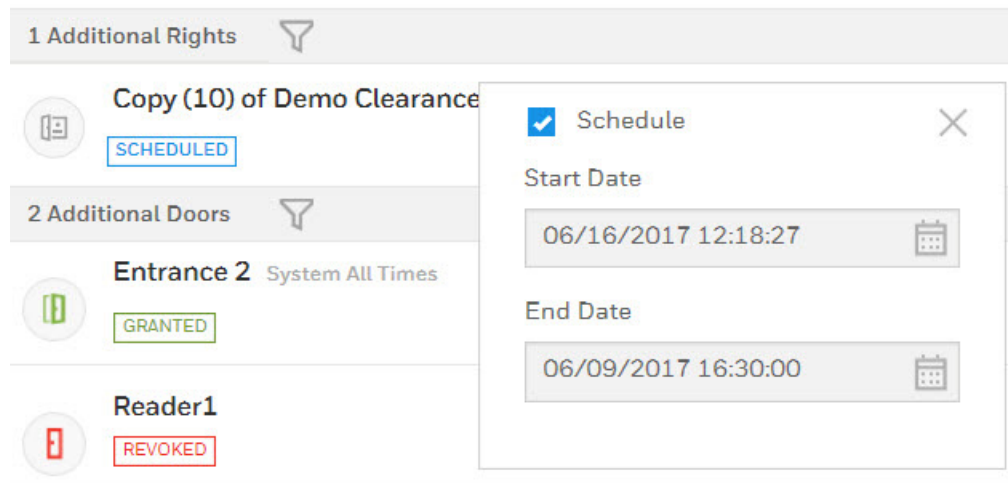 1 Additional Rights
Copy (10) of Demo Clearance
SCHEDULED
2 Additional Doors
Entrance 2 System All Times
GRANTED
Reader1
REVOKED
Schedule
Start Date
06/16/2017 12:18:27
End Date
06/09/2017 16:30:00